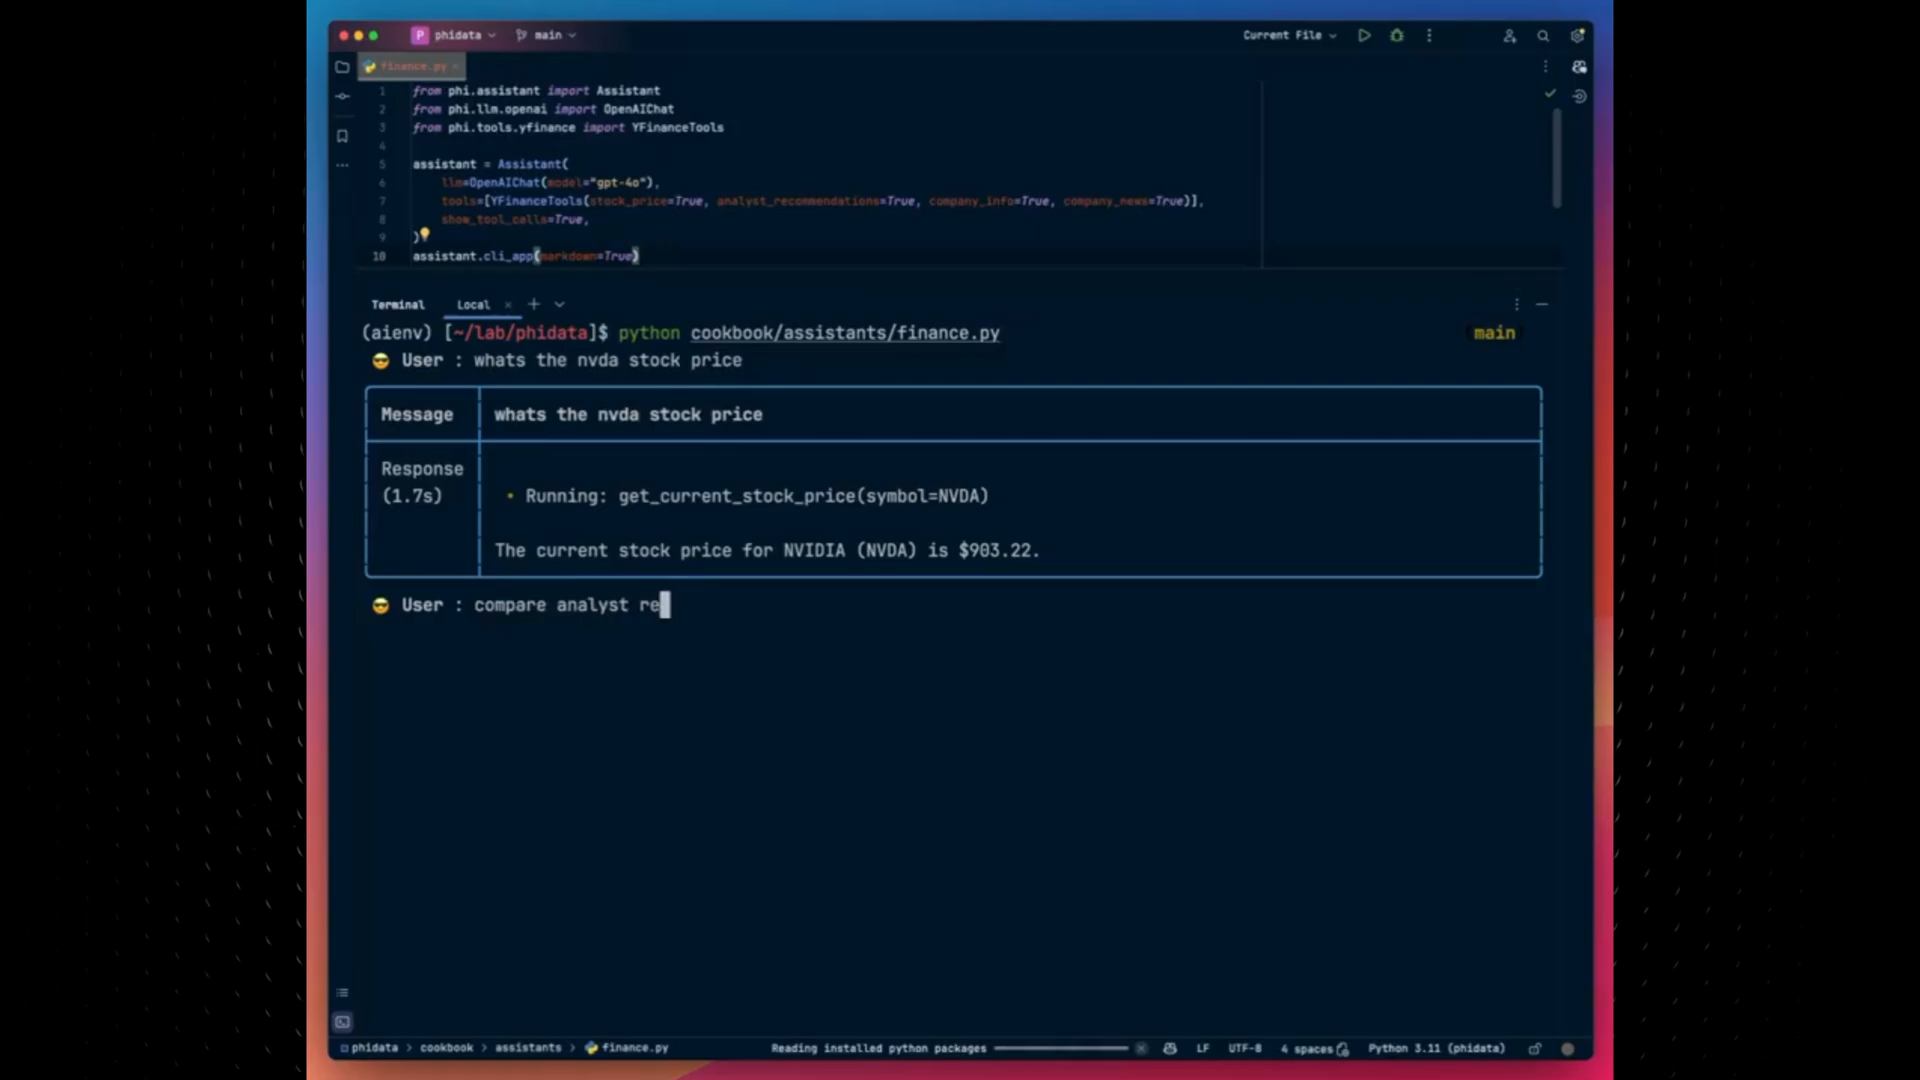 P phidata main Current File
finance.py
1 from phi.assistant import Assistant
2 from phi.llm.openai import OpenAIChat
3 from phi.tools.yfinance import YFinanceTools
4
5 assistant = Assistant(
6 llm=OpenAIChat(model="gpt-4o"),
7 tools=[YFinanceTools(stock_price=True, analyst_recommendations=True, company_info=True, company_news=True)],
8 show_tool_calls=True,
9 )
10 assistant.cli_app(markdown=True)
Terminal Local
(aienv) [~/lab/phidata]$ python cookbook/assistants/finance.py main
User : whats the nvda stock price
Message whats the nvda stock price
Response
(1.7s) • Running: get_current_stock_price(symbol=NVDA)
The current stock price for NVIDIA (NVDA) is $903.22.
User : compare analyst re
phidata > cookbook > assistants > finance.py Reading installed python packages LF UTF-8 4 spaces Python 3.11 (phidata)